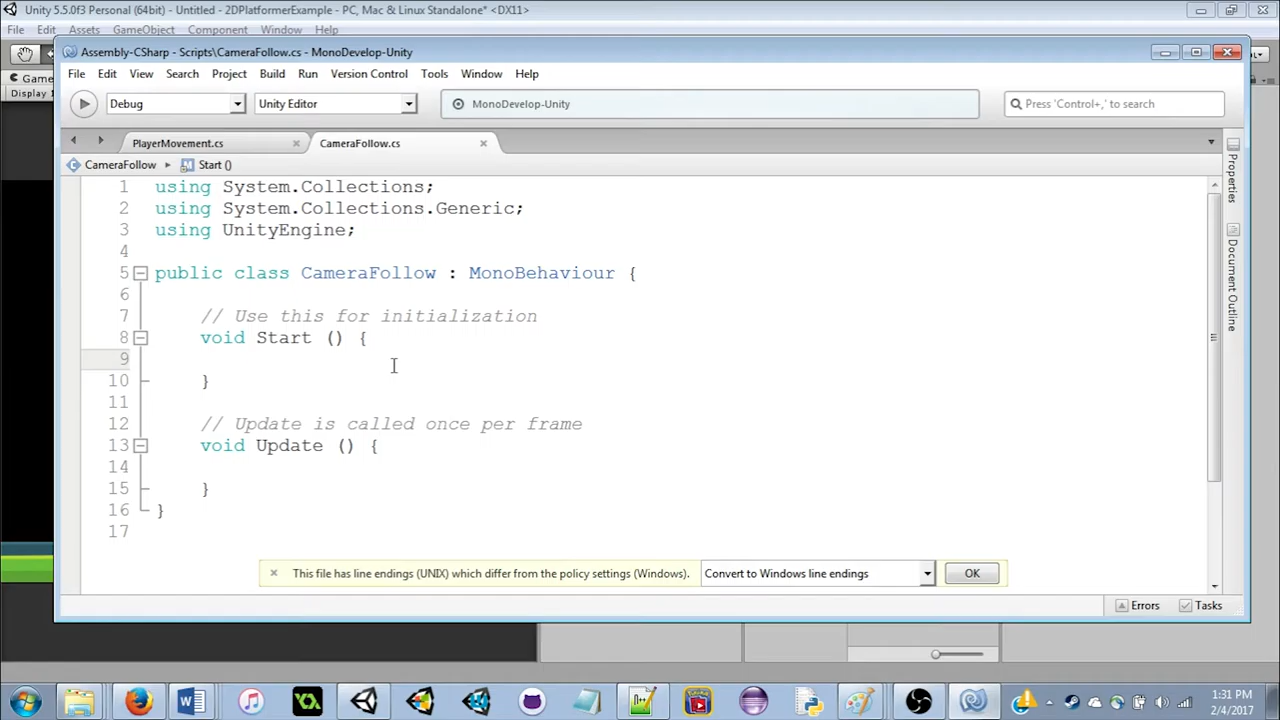 Unity 5.5.0f3 Personal (64bit) - Untitled - 2DPlatformerExample - PC, Mac & Linux Standalone* <DX11>
File Edit Assets GameObject Component Window Help
Game
Display 1
Assembly-CSharp - Scripts\CameraFollow.cs - MonoDevelop-Unity
File Edit View Search Project Build Run Version Control Tools Window Help
Debug Unity Editor MonoDevelop-Unity Press 'Control+,' to search
PlayerMovement.cs CameraFollow.cs
CameraFollow Start ()
1 using System.Collections;
2 using System.Collections.Generic;
3 using UnityEngine;
4
5 public class CameraFollow : MonoBehaviour {
6
7 // Use this for initialization
8 void Start () {
9
10 }
11
12 // Update is called once per frame
13 void Update () {
14
15 }
16 }
17
Properties
Document Outline
This file has line endings (UNIX) which differ from the policy settings (Windows). Convert to Windows line endings OK
Errors Tasks
1:31 PM
2/4/2017